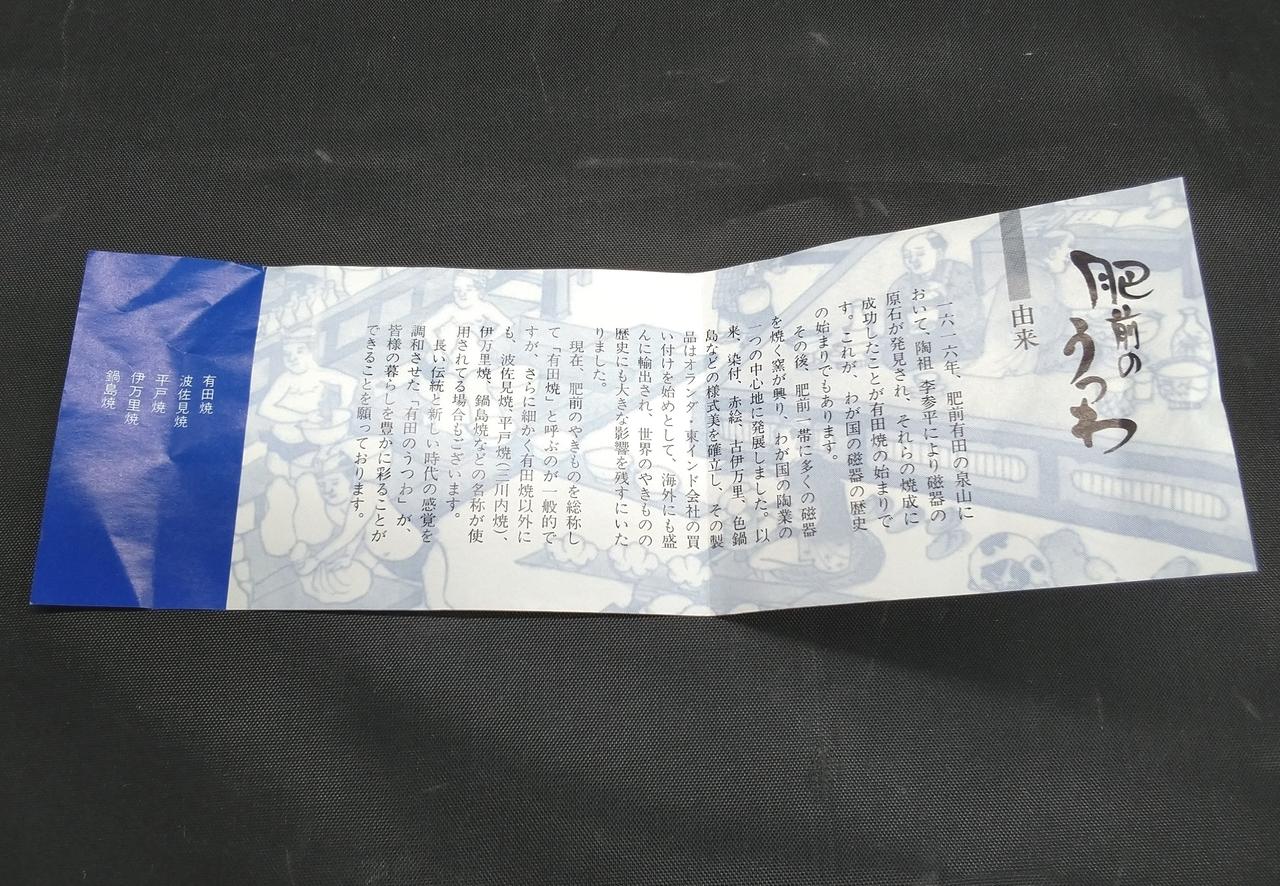 肥前の
うつわ
由来
一六一六年、肥前有田の泉山に
おいて、陶祖 李参平により磁器の
原石が発見され、それらの焼成に
成功したことが有田焼の始まりで
す。これが、わが国の磁器の歴史
の始まりでもあります。
その後、肥前一帯に多くの磁器
を焼く窯が興り、わが国の陶業の
一つの中心地に発展しました。以
来、染付、赤絵、古伊万里、色鍋
島などの様式美を確立し、その製
品はオランダ・東インド会社の買
い付けを始めとして、海外にも盛
んに輸出され、世界のやきものの
歴史にも大きな影響を残すにいた
りました。
現在、肥前のやきものを総称し
て「有田焼」と呼ぶのが一般的で
すが、さらに細かく有田焼以外に
も、波佐見焼、平戸焼(三川内焼)、
伊万里焼、鍋島焼などの名称が使
用されてる場合もございます。
長い伝統と新しい時代の感覚を
調和させた「有田のうつわ」が、
皆様の暮らしを豊かに彩ることが
できることを願っております。
有田焼
波佐見焼
平戸焼
伊万里焼
鍋島焼